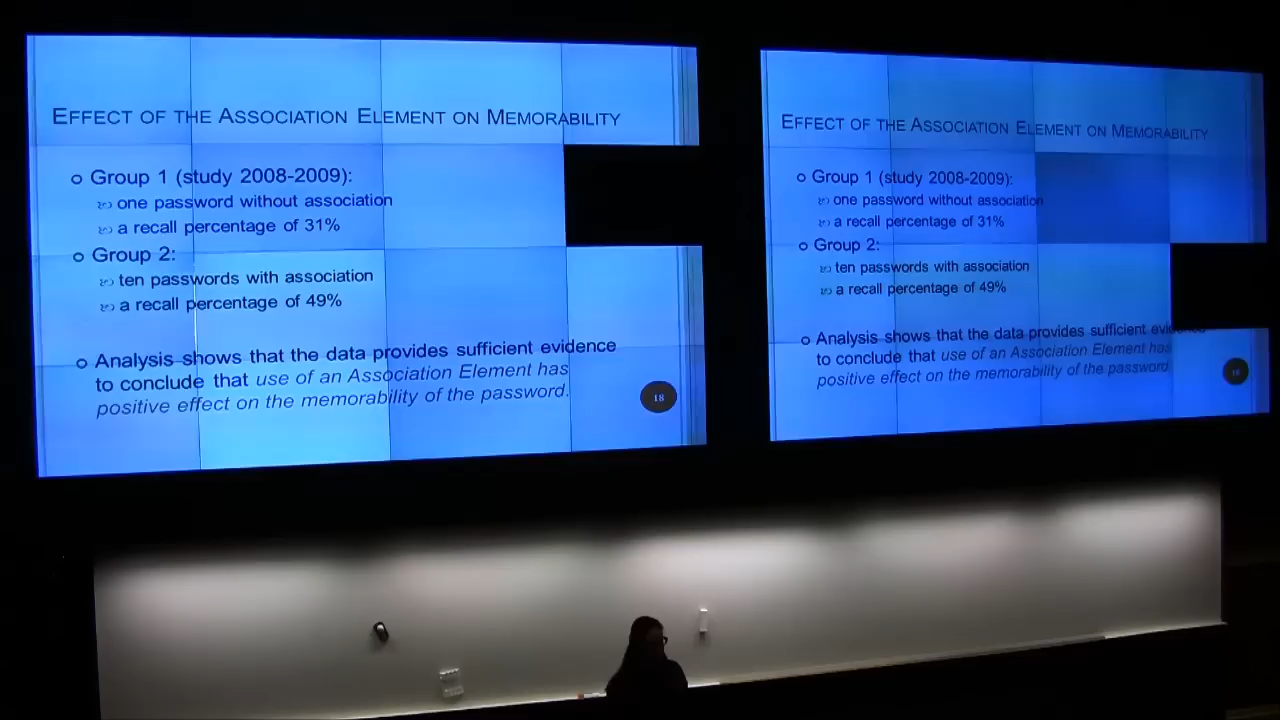 EFFECT OF THE ASSOCIATION ELEMENT ON MEMORABILITY
Group 1 (study 2008-2009):
one password without association
a recall percentage of 31%
Group 2:
ten passwords with association
a recall percentage of 49%
Analysis shows that the data provides sufficient evidence
to conclude that use of an Association Element has
positive effect on the memorability of the password.
18
EFFECT OF THE ASSOCIATION ELEMENT ON MEMORABILITY
Group 1 (study 2008-2009):
one password without association
a recall percentage of 31%
Group 2:
ten passwords with association
a recall percentage of 49%
Analysis shows that the data provides sufficient evidence
to conclude that use of an Association Element has
positive effect on the memorability of the password
18